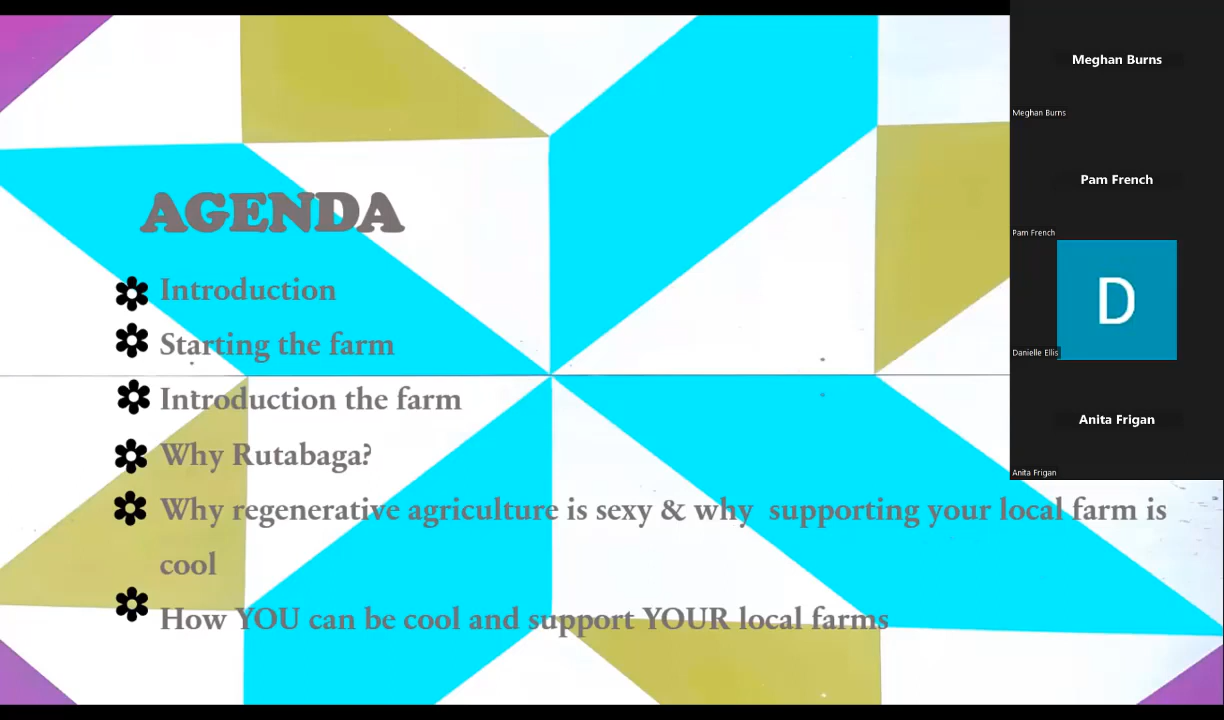 AGENDA
Introduction
Starting the farm
Introduction the farm
Why Rutabaga?
Why regenerative agriculture is sexy & why supporting your local farm is
cool
How YOU can be cool and support YOUR local farms
Meghan Burns
Meghan Burns
Pam French
Pam French
D
Danielle Ellis
Anita Frigan
Anita Frigan